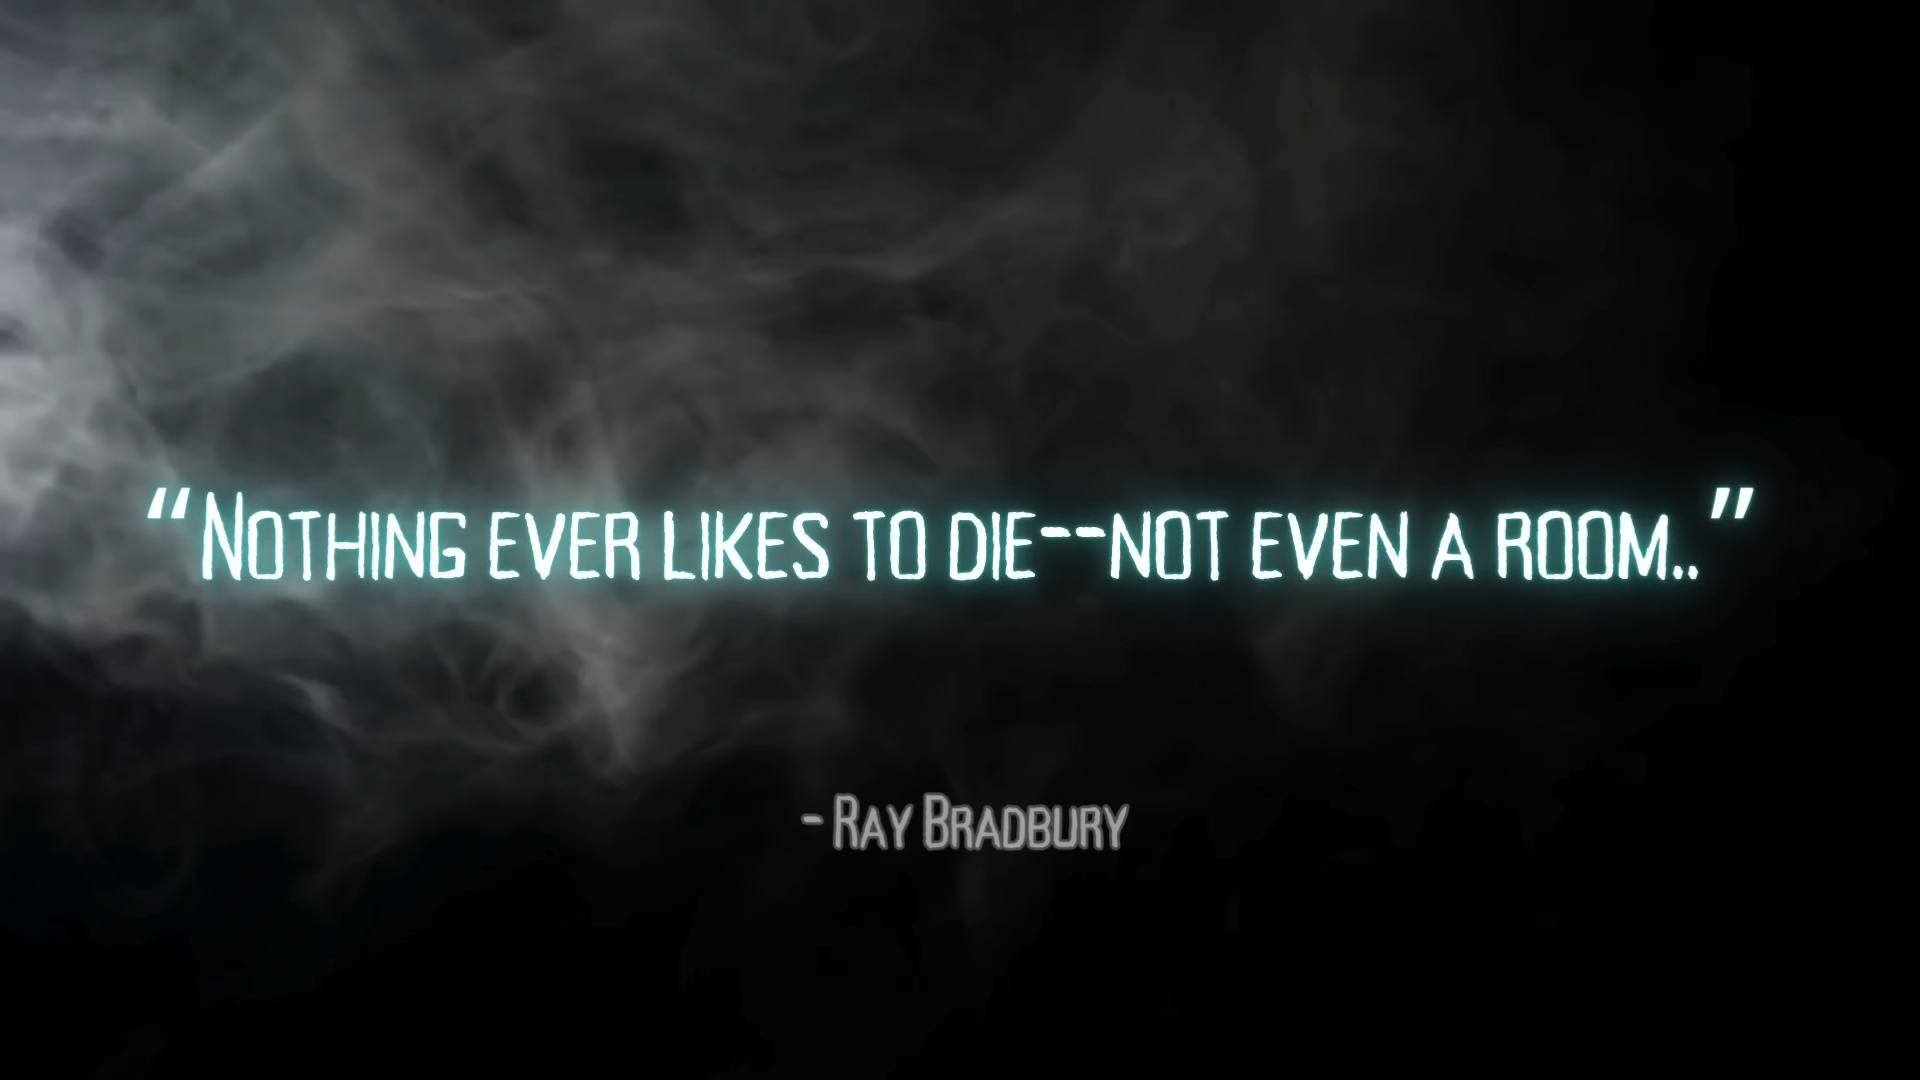 “Nothing ever likes to die--not even a room..”
- Ray Bradbury